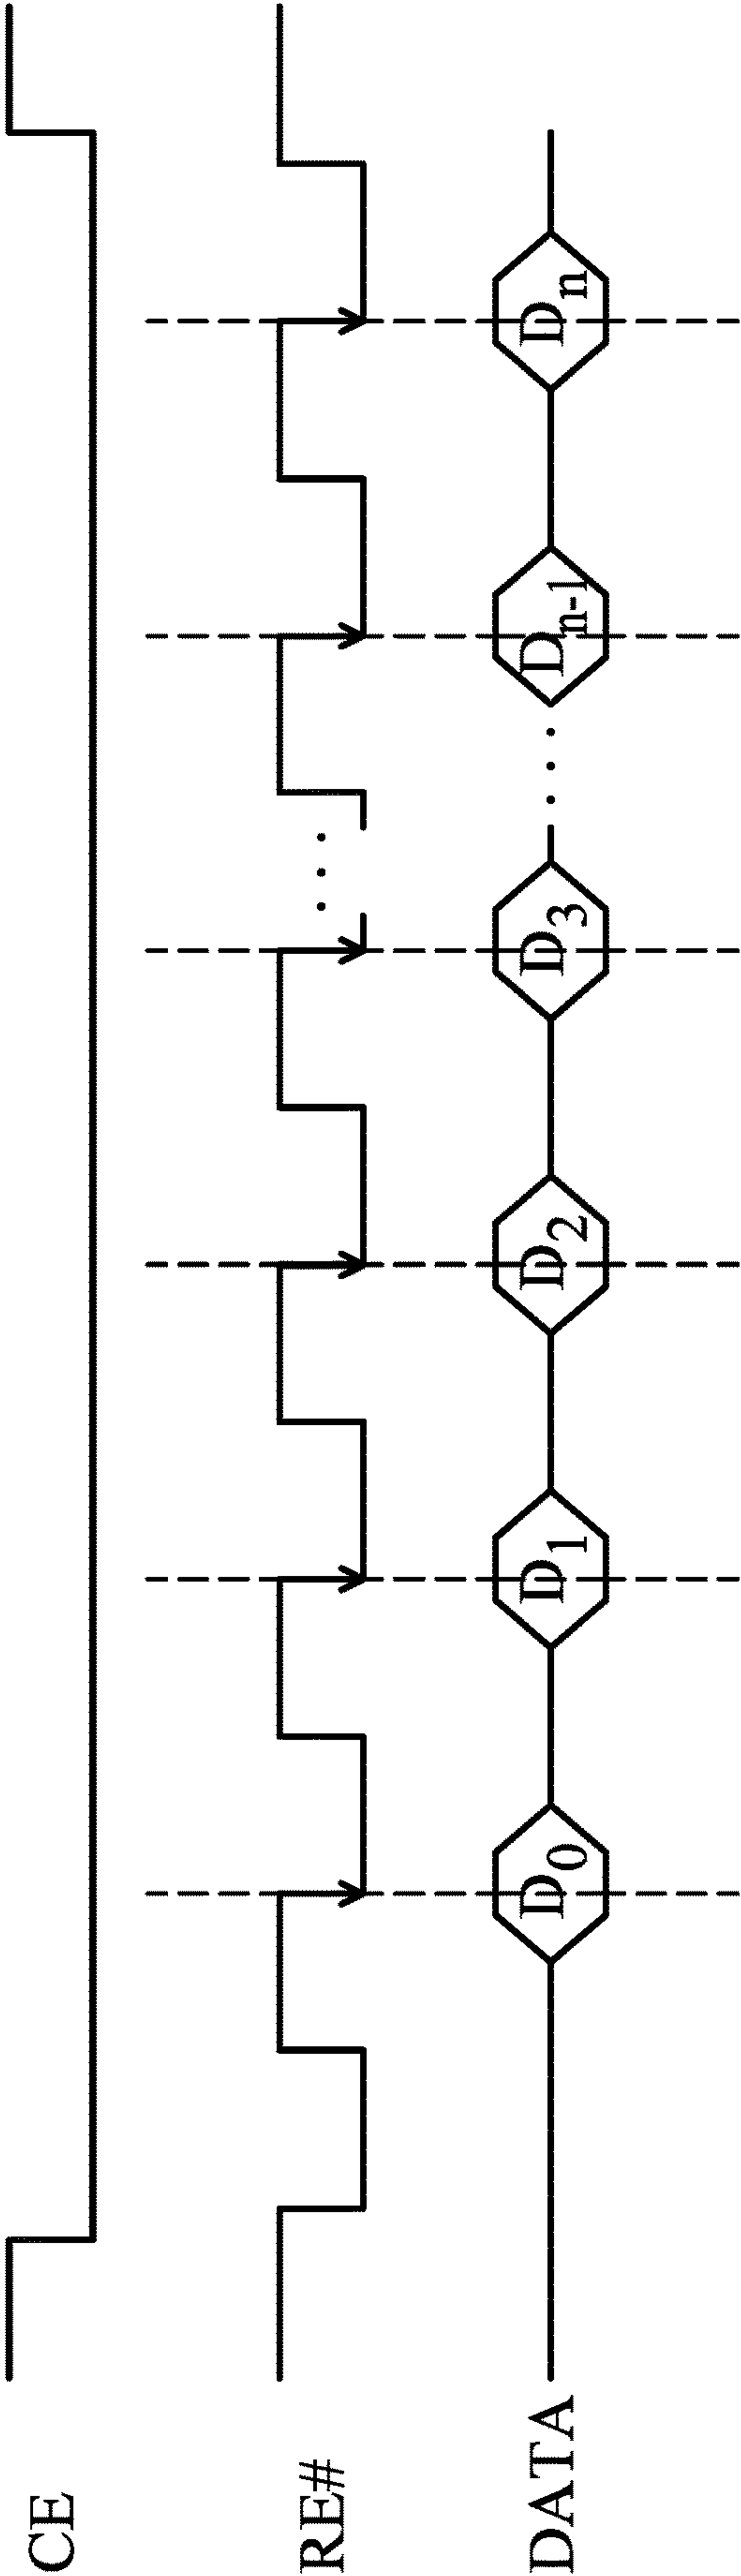 CE
RE#
. . .
DATA
D0
D1
D2
D3
. . .
Dn-1
Dn